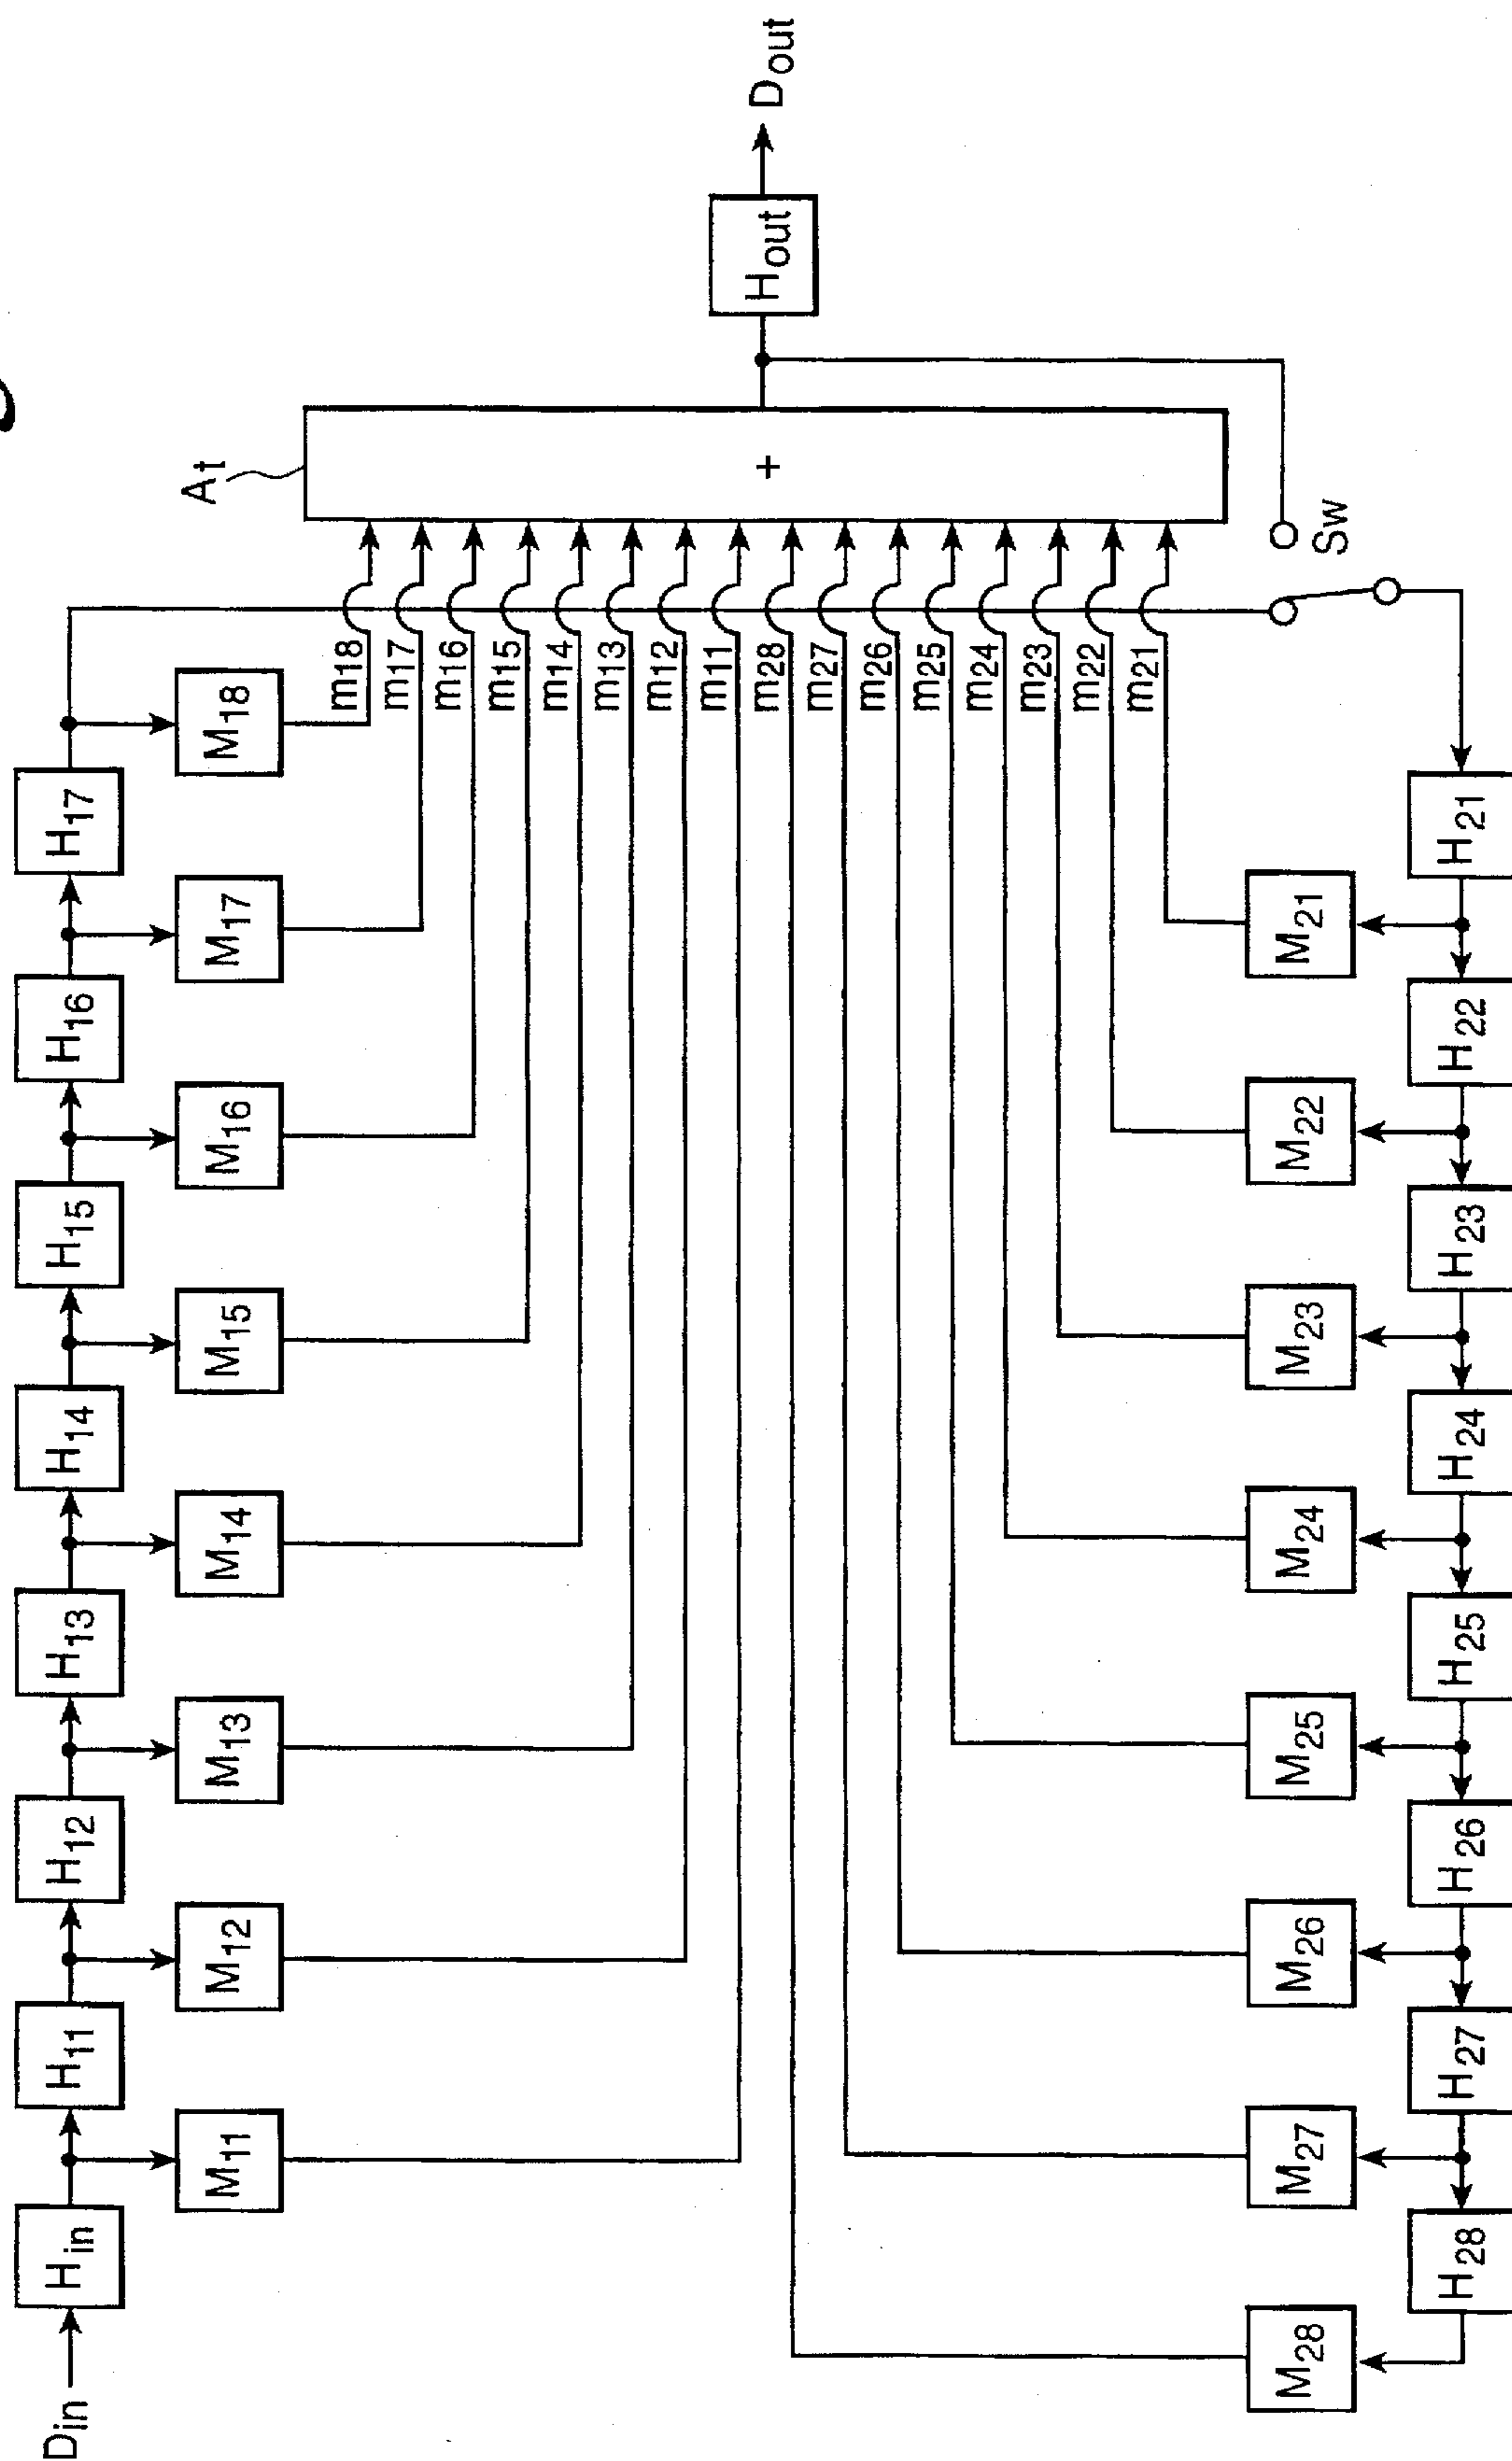 Din
Hin
H11
H12
H13
H14
H15
H16
H17
M11
M12
M13
M14
M15
M16
M17
M18
m18
m17
m16
m15
m14
m13
m12
m11
m28
m27
m26
m25
m24
m23
m22
m21
At
+
Hout
Dout
Sw
M28
M27
M26
M25
M24
M23
M22
M21
H28
H27
H26
H25
H24
H23
H22
H21